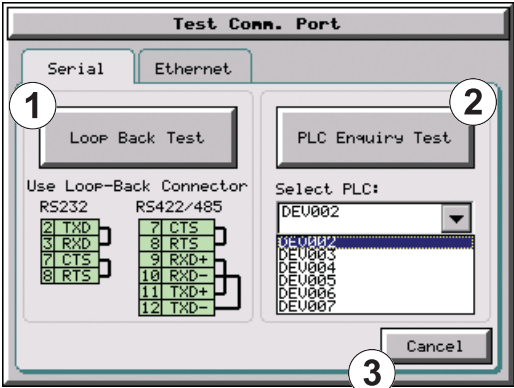 Test Comm. Port
Serial
Ethernet
1
2
Loop Back Test
PLC Enquiry Test
Use Loop-Back Connector
RS232
RS422/485
2 TXD
3 RXD
7 CTS
8 RTS
7 CTS
8 RTS
9 RXD+
10 RXD-
11 TXD+
12 TXD-
Select PLC:
DEV002
DEV002
DEV003
DEV004
DEV005
DEV006
DEV007
Cancel
3